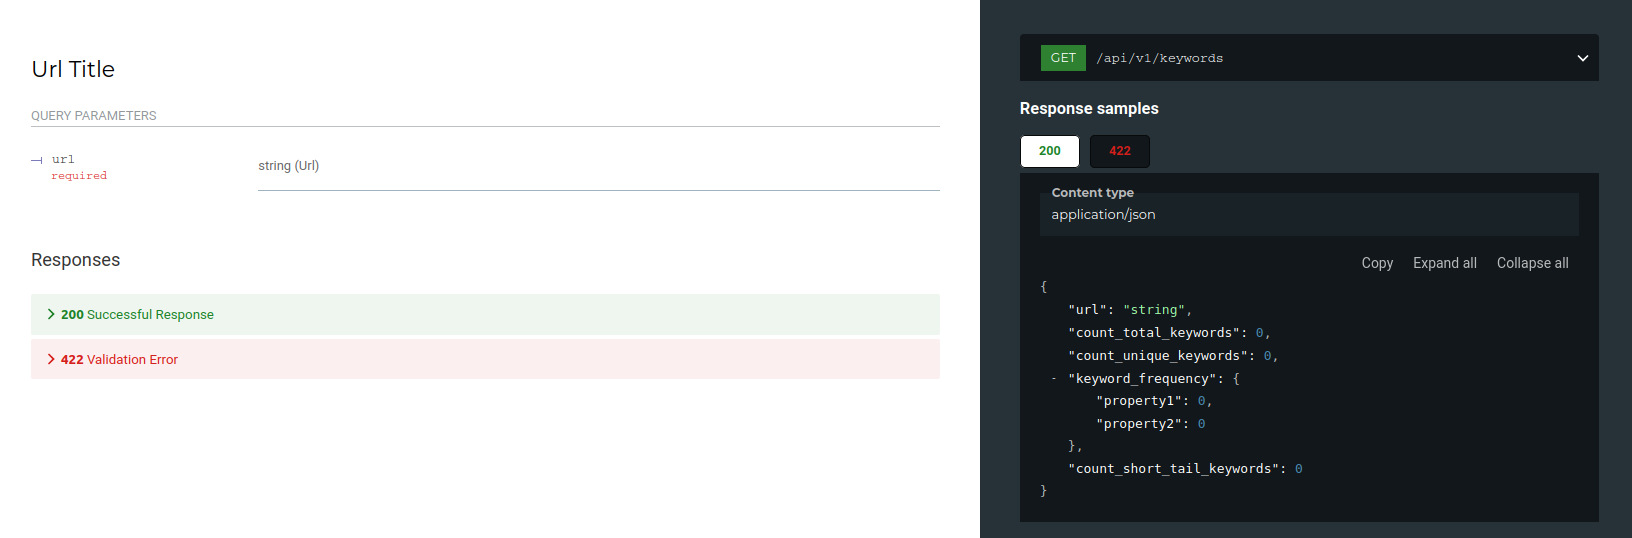 Url Title
QUERY PARAMETERS
url
required
string (Url)
Responses
200 Successful Response
422 Validation Error
GET /api/v1/keywords
Response samples
200 422
Content type
application/json
Copy Expand all Collapse all
{
"url": "string",
"count_total_keywords": 0,
"count_unique_keywords": 0,
- "keyword_frequency": {
"property1": 0,
"property2": 0
},
"count_short_tail_keywords": 0
}